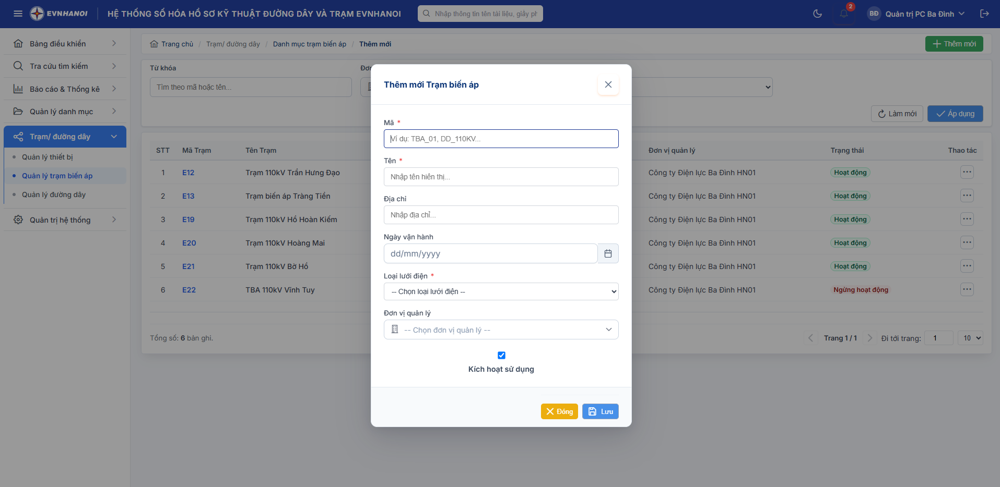 EVNHANOI
HỆ THỐNG SỐ HÓA HỒ SƠ KỸ THUẬT ĐƯỜNG DÂY VÀ TRẠM EVNHANOI
Nhập thông tin tên tài liệu, giấy ph
2
BĐ
Quản trị PC Ba Đình
Bảng điều khiển
Tra cứu tìm kiếm
Báo cáo & Thống kê
Quản lý danh mục
Trạm/ đường dây
Quản lý thiết bị
Quản lý trạm biến áp
Quản lý đường dây
Quản trị hệ thống
Trang chủ / Trạm/ đường dây / Danh mục trạm biến áp / Thêm mới
Thêm mới
Từ khóa
Tìm theo mã hoặc tên...
Làm mới
Áp dụng
STT Mã Trạm Tên Trạm Đơn vị quản lý Trạng thái Thao tác
1 E12 Trạm 110kV Trần Hưng Đạo Công ty Điện lực Ba Đình HN01 Hoạt động
2 E13 Trạm biến áp Tràng Tiền Công ty Điện lực Ba Đình HN01 Hoạt động
3 E19 Trạm 110kV Hồ Hoàn Kiếm Công ty Điện lực Ba Đình HN01 Hoạt động
4 E20 Trạm 110kV Hoàng Mai Công ty Điện lực Ba Đình HN01 Hoạt động
5 E21 Trạm 110kV Bờ Hồ Công ty Điện lực Ba Đình HN01 Hoạt động
6 E22 TBA 110kV Vĩnh Tuy Công ty Điện lực Ba Đình HN01 Ngừng hoạt động
Tổng số: 6 bản ghi.
Trang 1 / 1 Đi tới trang: 1 10
Thêm mới Trạm biến áp
Mã *
Ví dụ: TBA_01, DD_110KV...
Tên *
Nhập tên hiển thị...
Địa chỉ
Nhập địa chỉ...
Ngày vận hành
dd/mm/yyyy
Loại lưới điện *
-- Chọn loại lưới điện --
Đơn vị quản lý
-- Chọn đơn vị quản lý --
Kích hoạt sử dụng
Đóng
Lưu